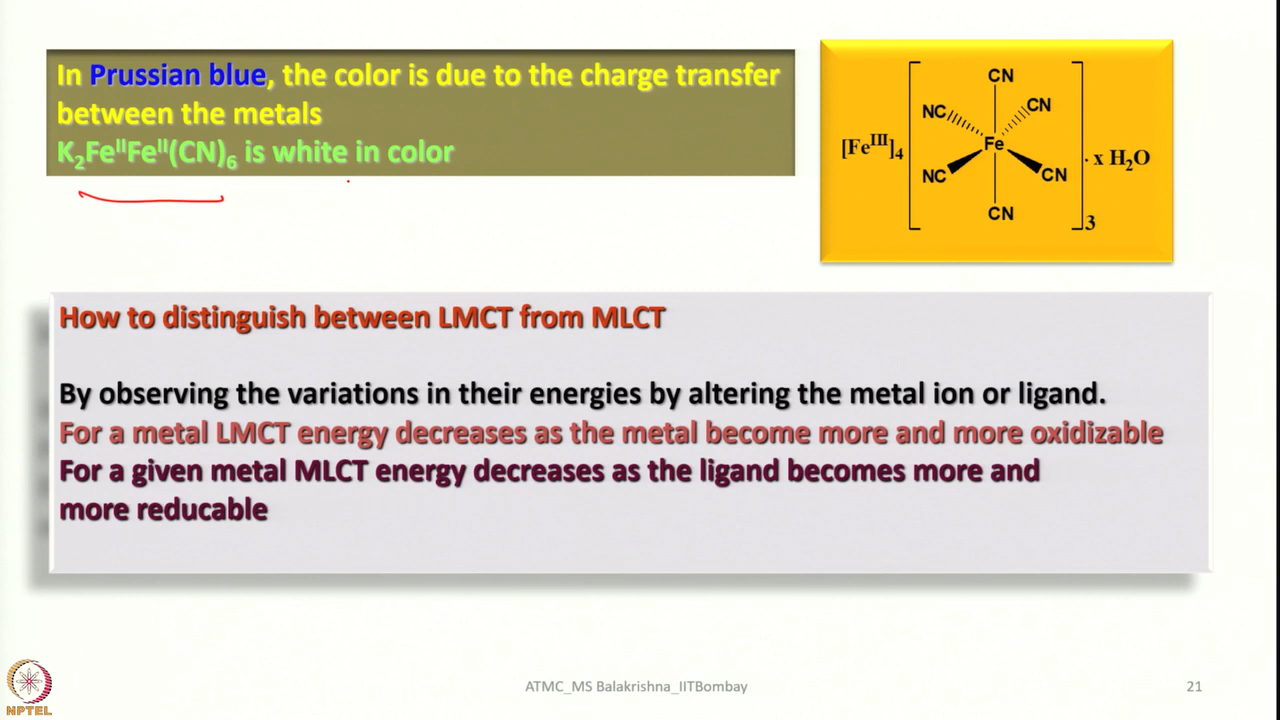 In Prussian blue, the color is due to the charge transfer
between the metals
K₂FeᴵᴵFeᴵᴵ(CN)₆ is white in color
CN
NC CN
[Feᴵᴵᴵ]₄ Fe · x H₂O
NC CN
CN
3
How to distinguish between LMCT from MLCT
By observing the variations in their energies by altering the metal ion or ligand.
For a metal LMCT energy decreases as the metal become more and more oxidizable
For a given metal MLCT energy decreases as the ligand becomes more and
more reducable
NPTEL
ATMC_MS Balakrishna_IITBombay
21